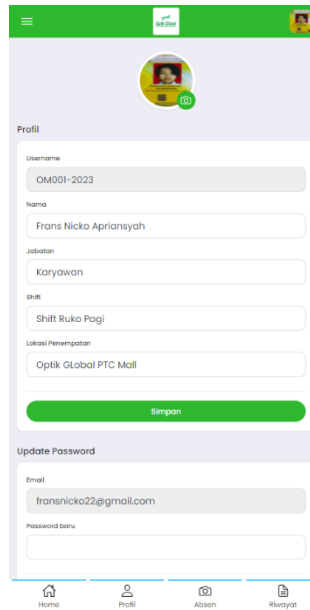 Profil
Username
OM001-2023
Nama
Frans Nicko Apriansyah
Jabatan
Karyawan
Shift
Shift Ruko Pagi
Lokasi Penempatan
Optik GLobal PTC Mall
Simpan
Update Password
Email
fransnicko22@gmail.com
Password baru
Home
Profil
Absen
Riwayat